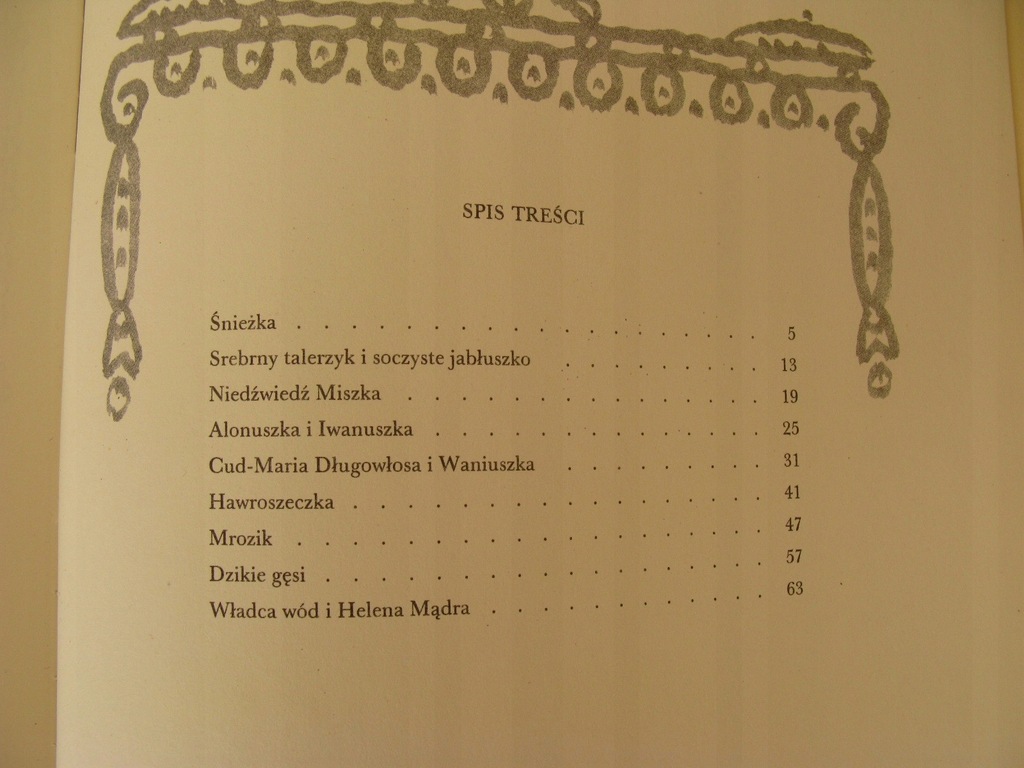 SPIS TREŚCI
Śnieżka . . . . . . . . . . . . . . . . . 5
Srebrny talerzyk i soczyste jabłuszko . . . . . . . . 13
Niedźwiedź Miszka . . . . . . . . . . . . . . 19
Alonuszka i Iwanuszka . . . . . . . . . . . . . 25
Cud-Maria Długowłosa i Waniuszka . . . . . . . . 31
Hawroszeczka . . . . . . . . . . . . . . . . 41
Mrozik . . . . . . . . . . . . . . . . . . 47
Dzikie gęsi . . . . . . . . . . . . . . . . . 57
Władca wód i Helena Mądra . . . . . . . . . . . 63